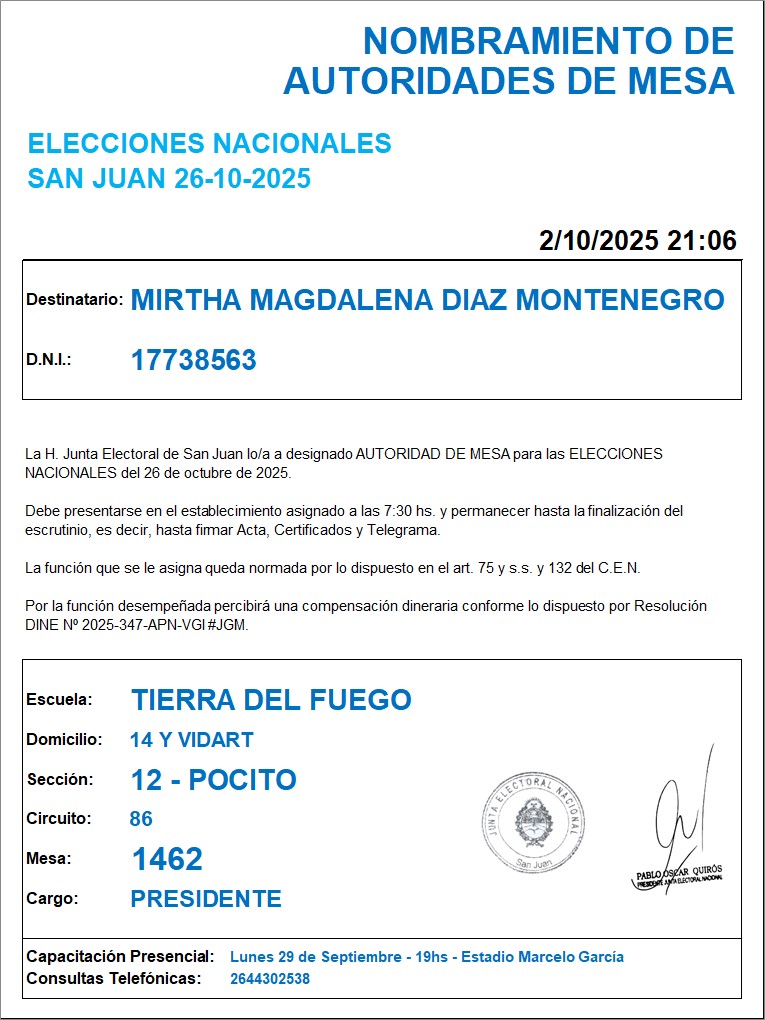 NOMBRAMIENTO DE
AUTORIDADES DE MESA
ELECCIONES NACIONALES
SAN JUAN 26-10-2025
2/10/2025 21:06
Destinatario: MIRTHA MAGDALENA DIAZ MONTENEGRO
D.N.I.: 17738563
La H. Junta Electoral de San Juan lo/a a designado AUTORIDAD DE MESA para las ELECCIONES
NACIONALES del 26 de octubre de 2025.
Debe presentarse en el establecimiento asignado a las 7:30 hs. y permanecer hasta la finalización del
escrutinio, es decir, hasta firmar Acta, Certificados y Telegrama.
La función que se le asigna queda normada por lo dispuesto en el art. 75 y s.s. y 132 del C.E.N.
Por la función desempeñada percibirá una compensación dineraria conforme lo dispuesto por Resolución
DINE Nº 2025-347-APN-VGI#JGM.
Escuela: TIERRA DEL FUEGO
Domicilio: 14 Y VIDART
Sección: 12 - POCITO
Circuito: 86
Mesa: 1462
Cargo: PRESIDENTE
JUNTA ELECTORAL NACIONAL
San Juan
PABLO OSCAR QUIRÓS
PRESIDENTE JUNTA ELECTORAL NACIONAL
Capacitación Presencial: Lunes 29 de Septiembre - 19hs - Estadio Marcelo García
Consultas Telefónicas: 2644302538